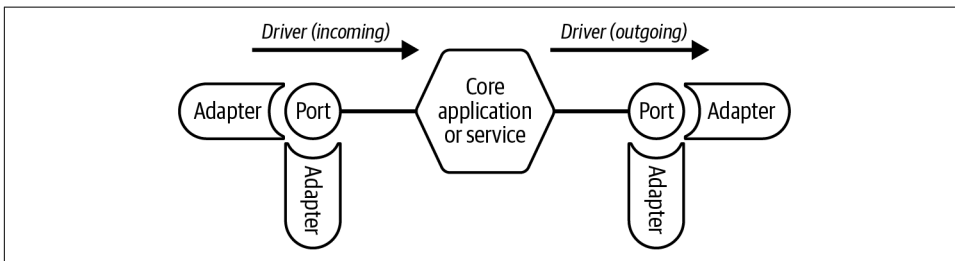 Driver (incoming)
Driver (outgoing)
Adapter
Port
Core
application
or service
Port
Adapter
Adapter
Adapter